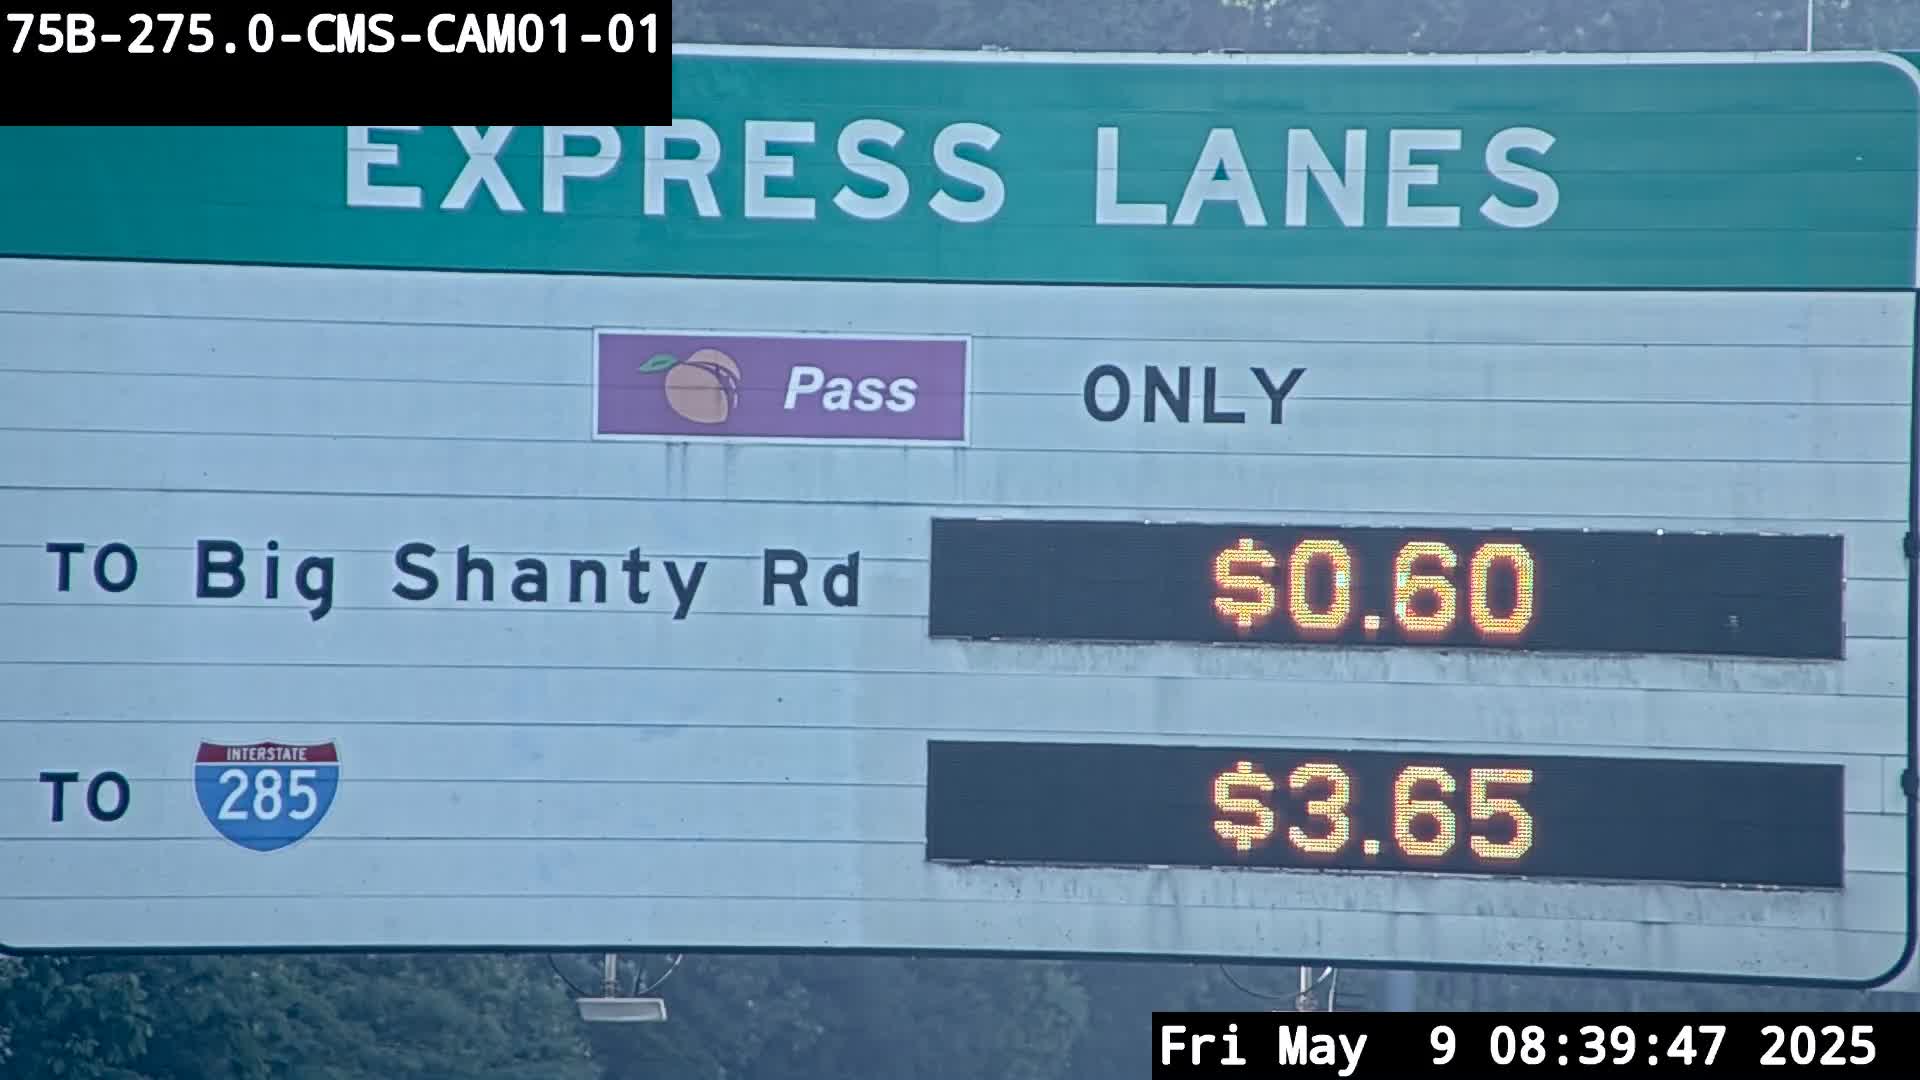 75B-275.0-CMS-CAM01-01
EXPRESS LANES
Pass ONLY
TO Big Shanty Rd $0.60
INTERSTATE
TO 285 $3.65
Fri May 9 08:39:47 2025